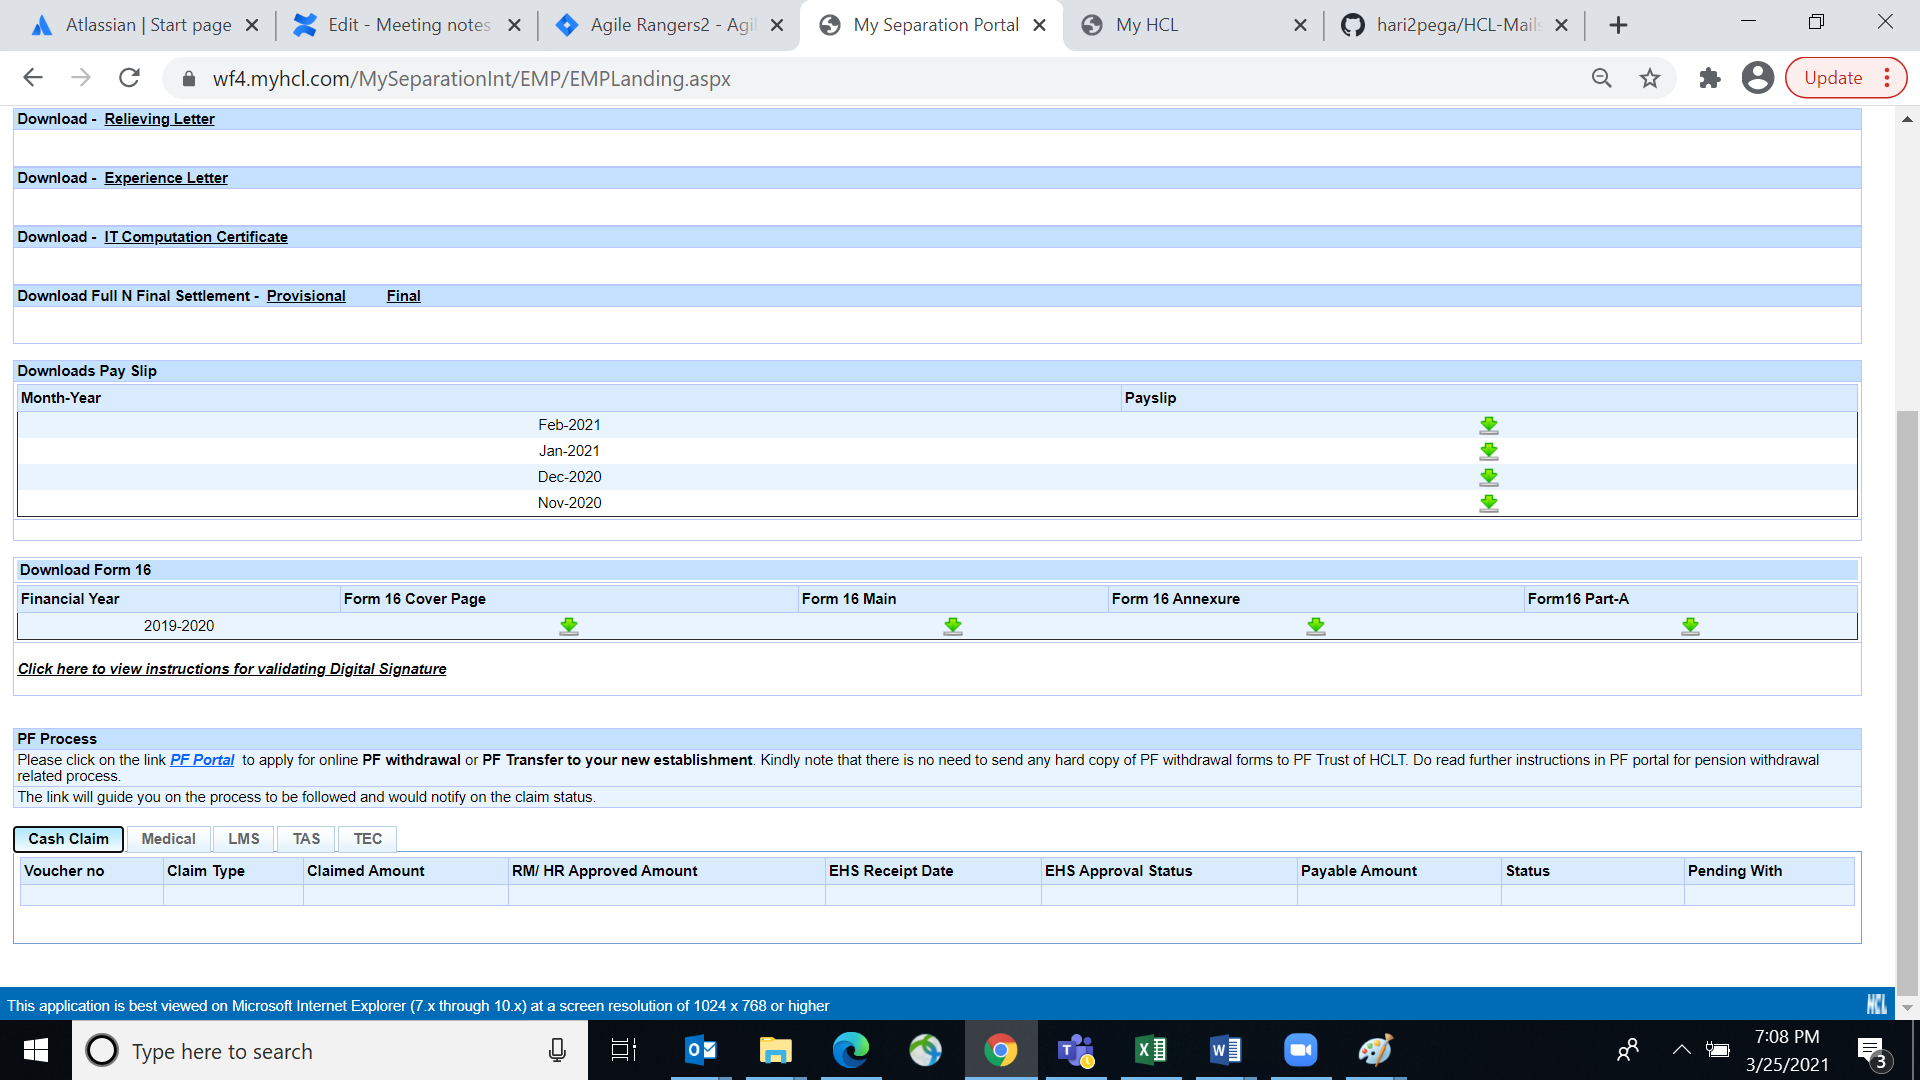 Atlassian | Start page
Edit - Meeting notes
Agile Rangers2 - Agil
My Separation Portal
My HCL
hari2pega/HCL-Mails
wf4.myhcl.com/MySeparationInt/EMP/EMPLanding.aspx
Update
Download - Relieving Letter
Download - Experience Letter
Download - IT Computation Certificate
Download Full N Final Settlement - Provisional Final
Downloads Pay Slip
Month-Year Payslip
Feb-2021
Jan-2021
Dec-2020
Nov-2020
Download Form 16
Financial Year Form 16 Cover Page Form 16 Main Form 16 Annexure Form16 Part-A
2019-2020
Click here to view instructions for validating Digital Signature
PF Process
Please click on the link PF Portal to apply for online PF withdrawal or PF Transfer to your new establishment. Kindly note that there is no need to send any hard copy of PF withdrawal forms to PF Trust of HCLT. Do read further instructions in PF portal for pension withdrawal
related process.
The link will guide you on the process to be followed and would notify on the claim status.
Cash Claim Medical LMS TAS TEC
Voucher no Claim Type Claimed Amount RM/ HR Approved Amount EHS Receipt Date EHS Approval Status Payable Amount Status Pending With
This application is best viewed on Microsoft Internet Explorer (7.x through 10.x) at a screen resolution of 1024 x 768 or higher
HCL
Type here to search
7:08 PM
3/25/2021
3